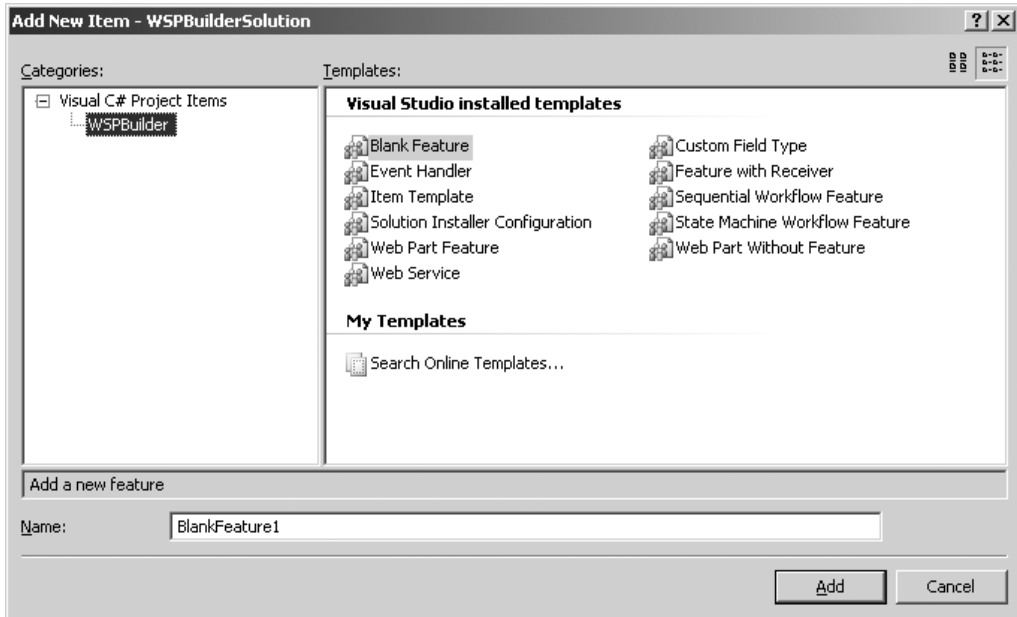 Add New Item - WSPBuilderSolution
Categories:
Templates:
Visual C# Project Items
WSPBuilder
Visual Studio installed templates
Blank Feature
Event Handler
Item Template
Solution Installer Configuration
Web Part Feature
Web Service
Custom Field Type
Feature with Receiver
Sequential Workflow Feature
State Machine Workflow Feature
Web Part Without Feature
My Templates
Search Online Templates...
Add a new feature
Name:
BlankFeature1
Add
Cancel